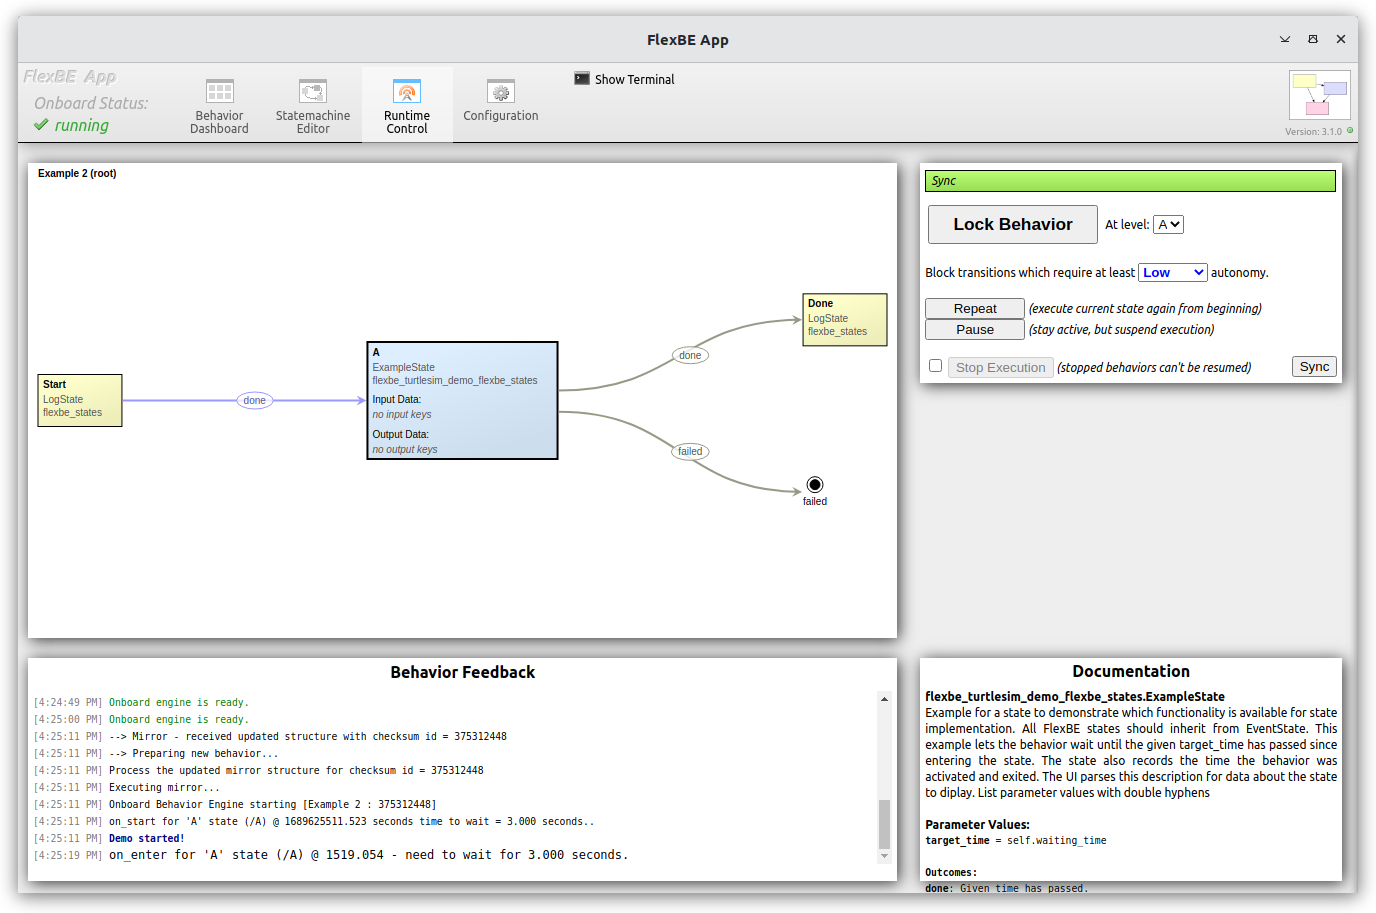 FlexBE App
FlexBE App
Onboard Status:
running
Behavior
Dashboard
Statemachine
Editor
Runtime
Control
Configuration
Show Terminal
Version: 3.1.0
Example 2 (root)
Start
LogState
flexbe_states
done
A
ExampleState
flexbe_turtlesim_demo_flexbe_states
Input Data:
no input keys
Output Data:
no output keys
done
failed
Done
LogState
flexbe_states
failed
Sync
Lock Behavior At level: A
Block transitions which require at least Low autonomy.
Repeat (execute current state again from beginning)
Pause (stay active, but suspend execution)
Stop Execution (stopped behaviors can't be resumed) Sync
Behavior Feedback
[4:24:49 PM] Onboard engine is ready.
[4:25:00 PM] Onboard engine is ready.
[4:25:11 PM] --> Mirror - received updated structure with checksum id = 375312448
[4:25:11 PM] --> Preparing new behavior...
[4:25:11 PM] Process the updated mirror structure for checksum id = 375312448
[4:25:11 PM] Executing mirror...
[4:25:11 PM] Onboard Behavior Engine starting [Example 2 : 375312448]
[4:25:11 PM] on_start for 'A' state (/A) @ 1689625511.523 seconds time to wait = 3.000 seconds..
[4:25:11 PM] Demo started!
[4:25:19 PM] on_enter for 'A' state (/A) @ 1519.054 - need to wait for 3.000 seconds.
Documentation
flexbe_turtlesim_demo_flexbe_states.ExampleState
Example for a state to demonstrate which functionality is available for state
implementation. All FlexBE states should inherit from EventState. This
example lets the behavior wait until the given target_time has passed since
entering the state. The state also records the time the behavior was
activated and exited. The UI parses this description for data about the state
to diplay. List parameter values with double hyphens
Parameter Values:
target_time = self.waiting_time
Outcomes:
done: Given time has passed.